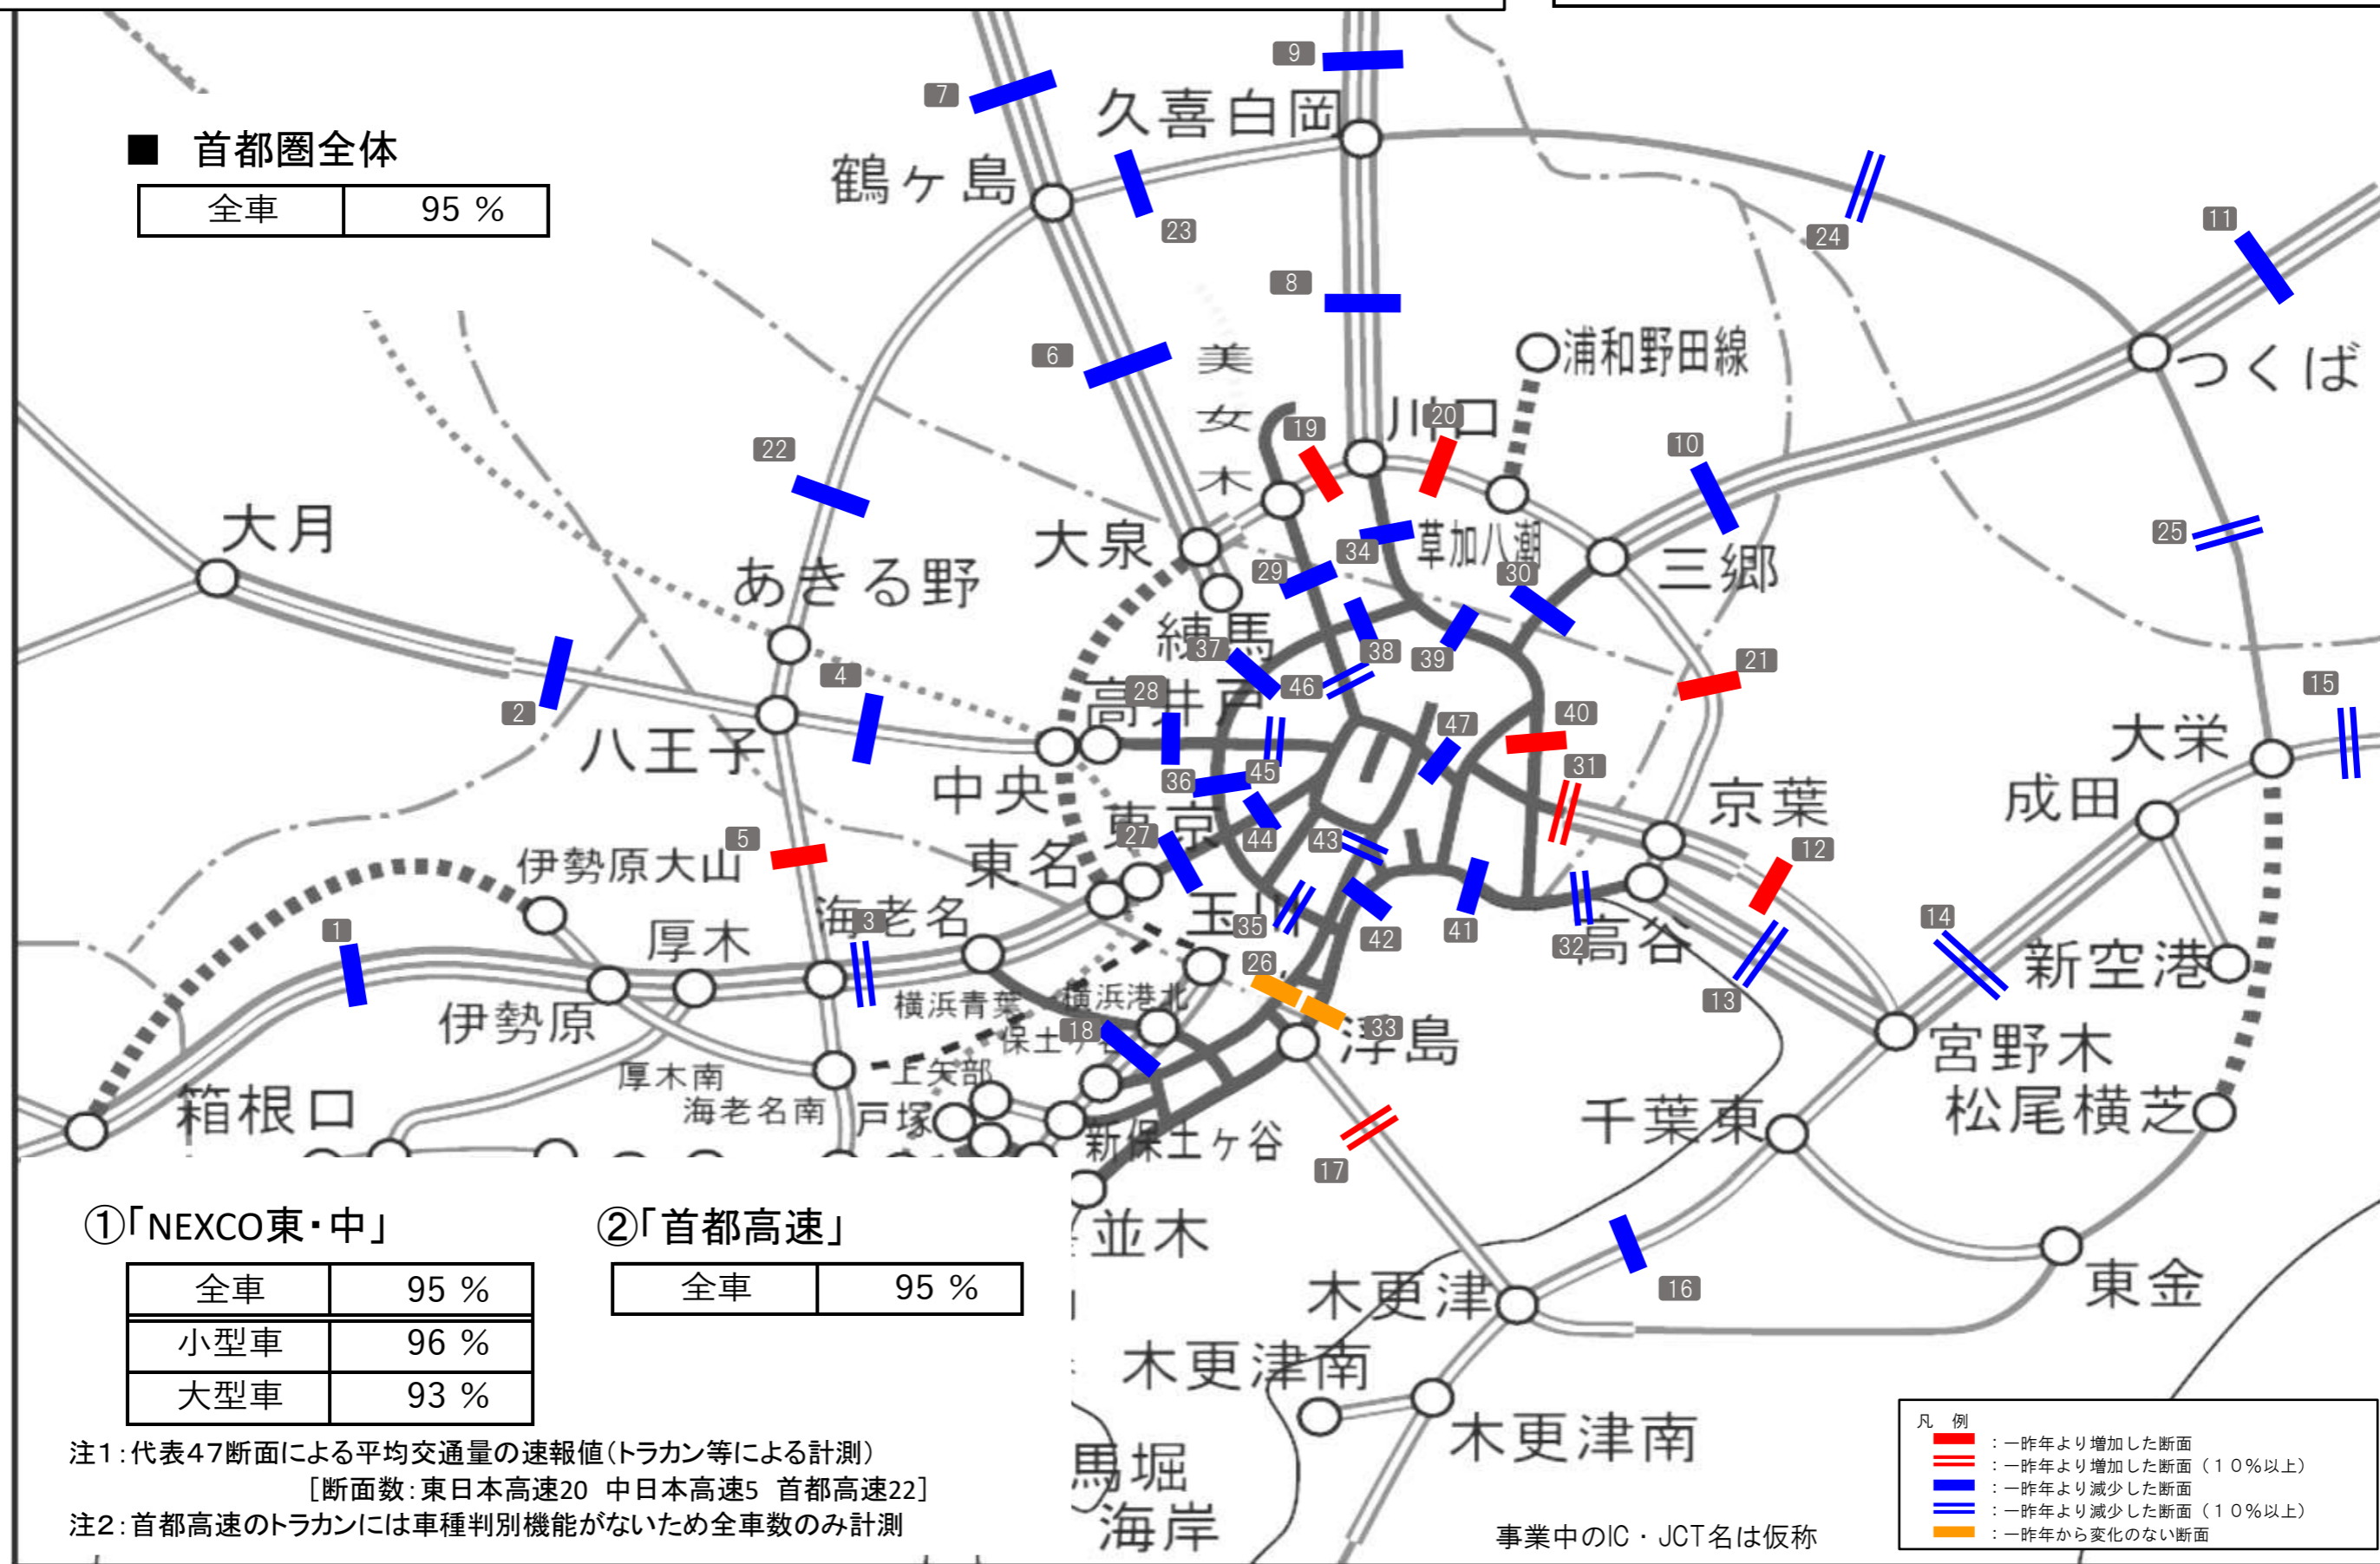 ■ 首都圏全体
全車 95 %
7
9
久喜白岡
鶴ヶ島
23
24
11
8
6
美女木
浦和野田線
つくば
川口
19
20
10
22
大月
大泉
34
草加八潮
三郷
25
あきる野
29
30
練馬
37
38
39
21
2
4
28
高井戸
46
47
40
15
八王子
大栄
中央
36
45
31
京葉
成田
5
27
東京
44
43
12
伊勢原大山
東名
1
厚木
海老名
3
玉川
35
42
41
32
高谷
14
新空港
26
13
伊勢原
横浜青葉
横浜港北
18
保土ヶ谷
33
浮島
宮野木
厚木南
上矢部
海老名南
戸塚
箱根口
新保土ヶ谷
千葉東
松尾横芝
17
並木
16
木更津
東金
木更津南
木更津南
馬堀
海岸
①「NEXCO東・中」
全車 95 %
小型車 96 %
大型車 93 %
②「首都高速」
全車 95 %
注1：代表47断面による平均交通量の速報値（トラカン等による計測）
［断面数：東日本高速20 中日本高速5 首都高速22］
注2：首都高速のトラカンには車種判別機能がないため全車数のみ計測
事業中のIC・JCT名は仮称
凡 例
：一昨年より増加した断面
：一昨年より増加した断面（１０％以上）
：一昨年より減少した断面
：一昨年より減少した断面（１０％以上）
：一昨年から変化のない断面